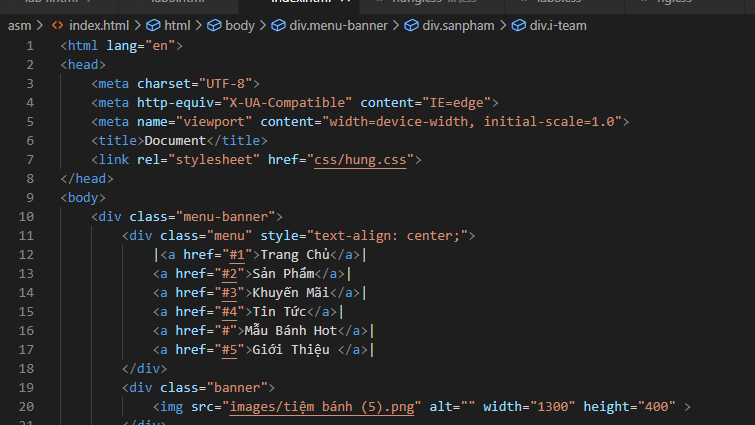 index.html
asm > index.html > html > body > div.menu-banner > div.sanpham > div.i-team
1 <html lang="en">
2 <head>
3 <meta charset="UTF-8">
4 <meta http-equiv="X-UA-Compatible" content="IE=edge">
5 <meta name="viewport" content="width=device-width, initial-scale=1.0">
6 <title>Document</title>
7 <link rel="stylesheet" href="css/hung.css">
8 </head>
9 <body>
10 <div class="menu-banner">
11 <div class="menu" style="text-align: center;">
12 |<a href="#1">Trang Chủ</a>|
13 <a href="#2">Sản Phẩm</a>|
14 <a href="#3">Khuyến Mãi</a>|
15 <a href="#4">Tin Tức</a>|
16 <a href="#">Mẫu Bánh Hot</a>|
17 <a href="#5">Giới Thiệu </a>|
18 </div>
19 <div class="banner">
20 <img src="images/tiệm bánh (5).png" alt="" width="1300" height="400" >
21 </div>